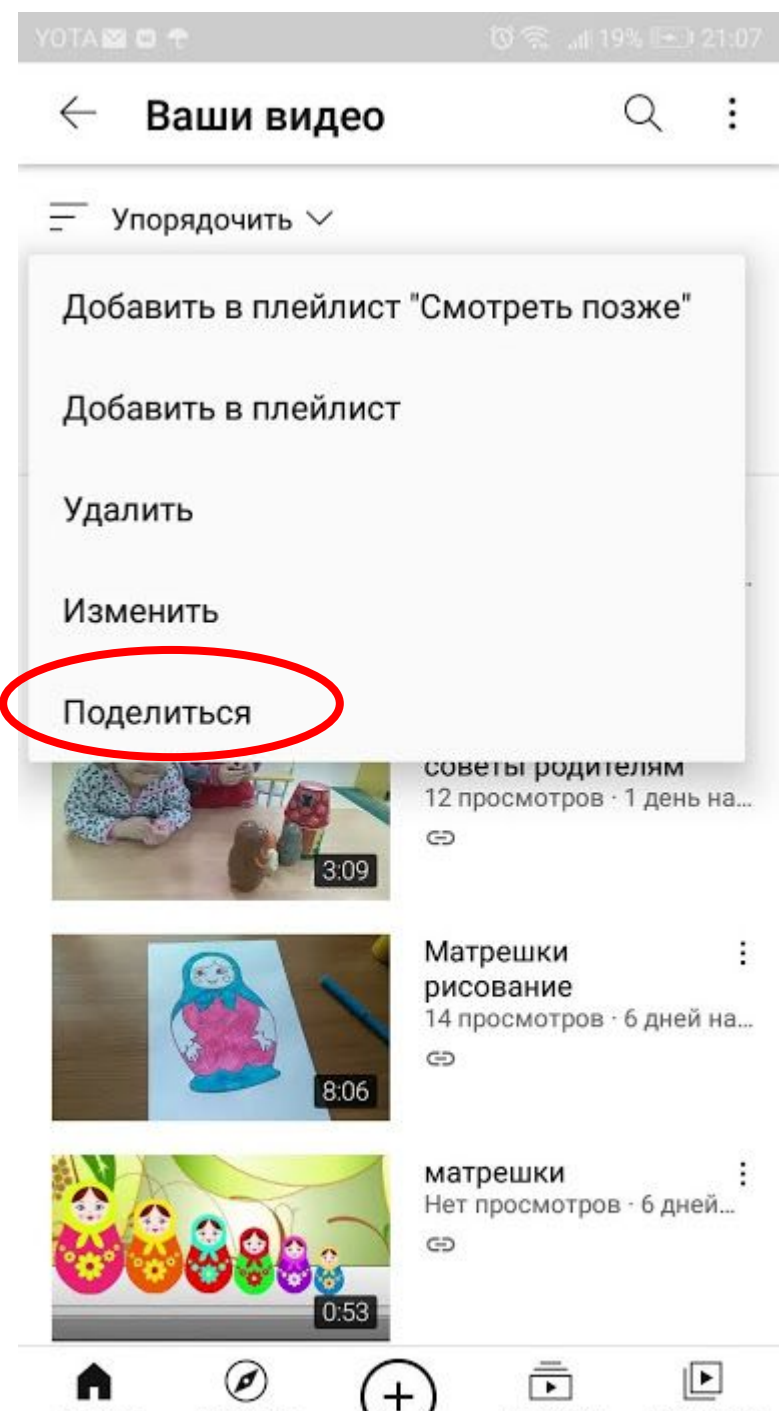 YOTA 19% 21:07
Ваши видео
Упорядочить
Добавить в плейлист "Смотреть позже"
Добавить в плейлист
Удалить
Изменить
Поделиться
советы родителям
12 просмотров · 1 день на...
3:09
Матрешки
рисование
14 просмотров · 6 дней на...
8:06
матрешки
Нет просмотров · 6 дней...
0:53